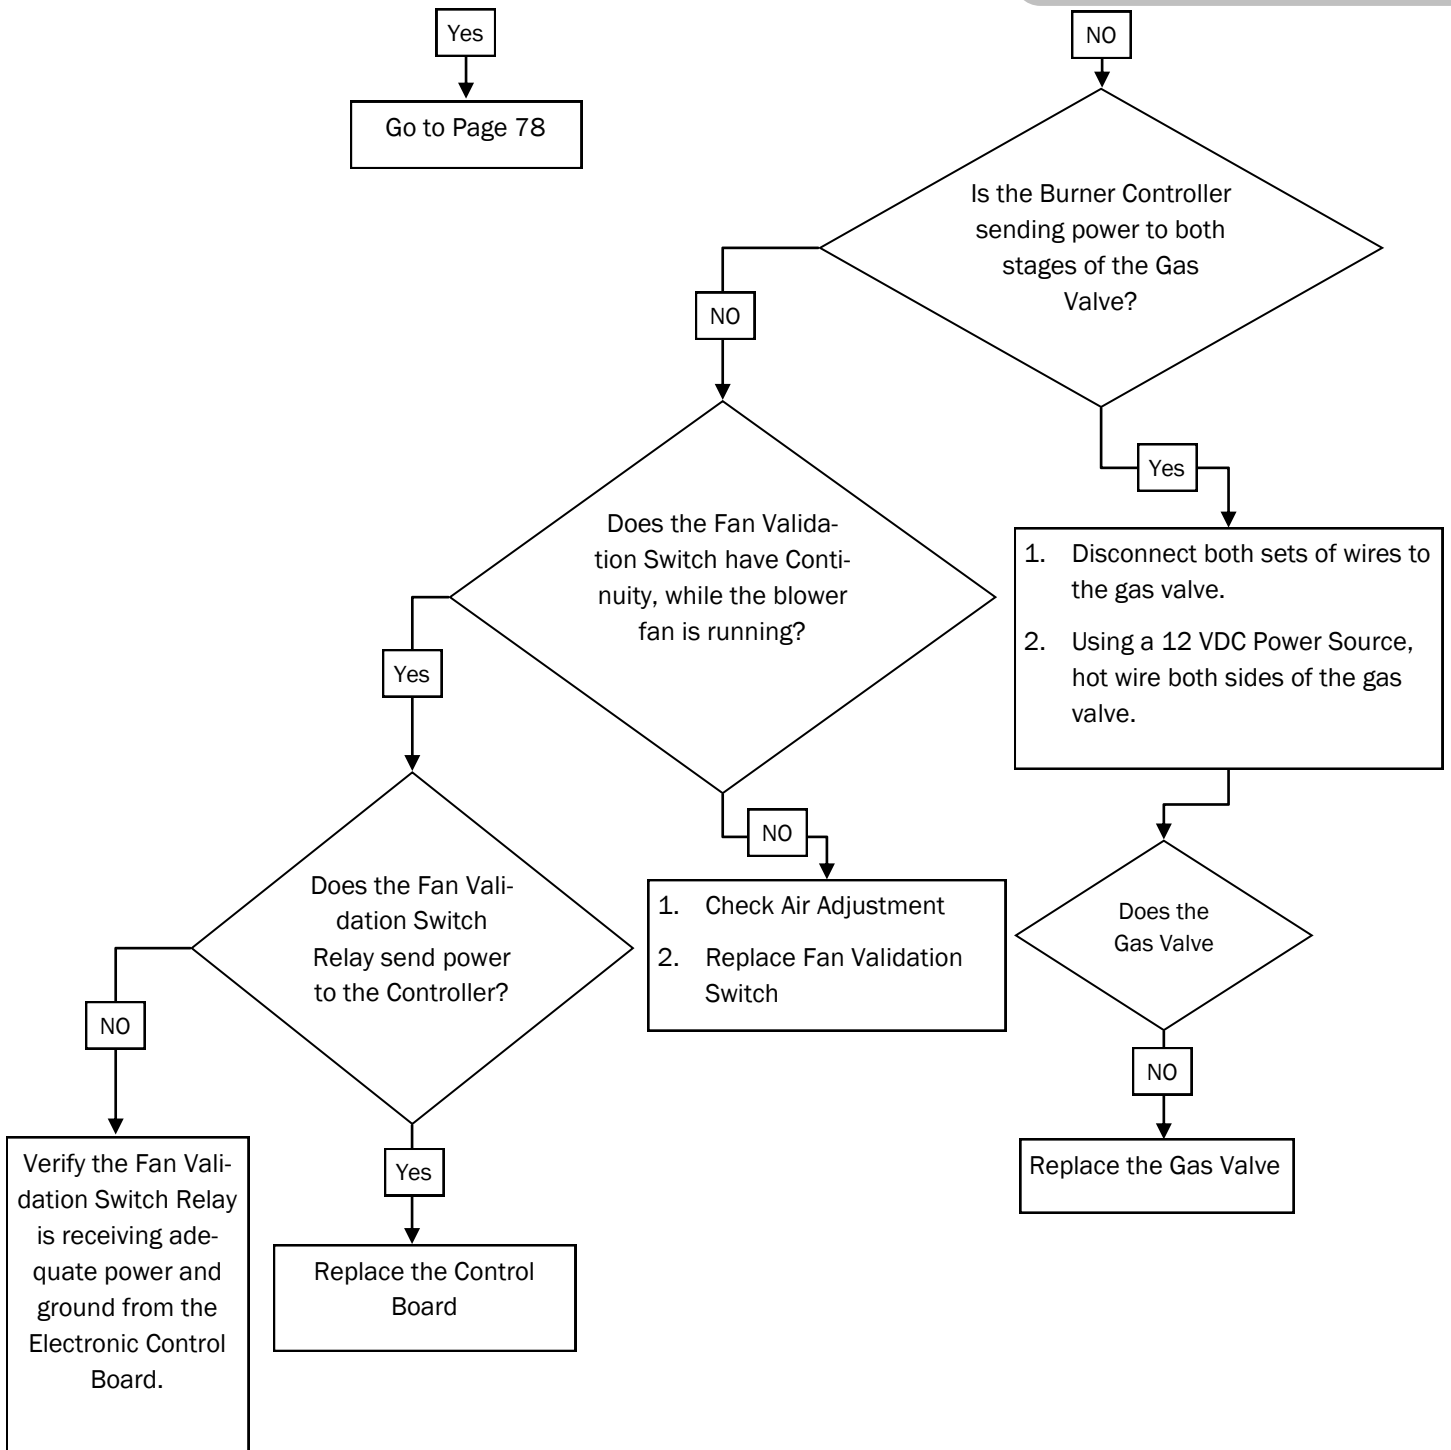 Yes
NO
Go to Page 78
Is the Burner Controller
sending power to both
stages of the Gas
Valve?
NO
Yes
Does the Fan Valida-
tion Switch have Conti-
nuity, while the blower
fan is running?
1. Disconnect both sets of wires to
the gas valve.
2. Using a 12 VDC Power Source,
hot wire both sides of the gas
valve.
Yes
NO
Does the Fan Vali-
dation Switch
Relay send power
to the Controller?
1. Check Air Adjustment
2. Replace Fan Validation
Switch
Does the
Gas Valve
NO
NO
Yes
Verify the Fan Vali-
dation Switch Relay
is receiving ade-
quate power and
ground from the
Electronic Control
Board.
Replace the Control
Board
Replace the Gas Valve